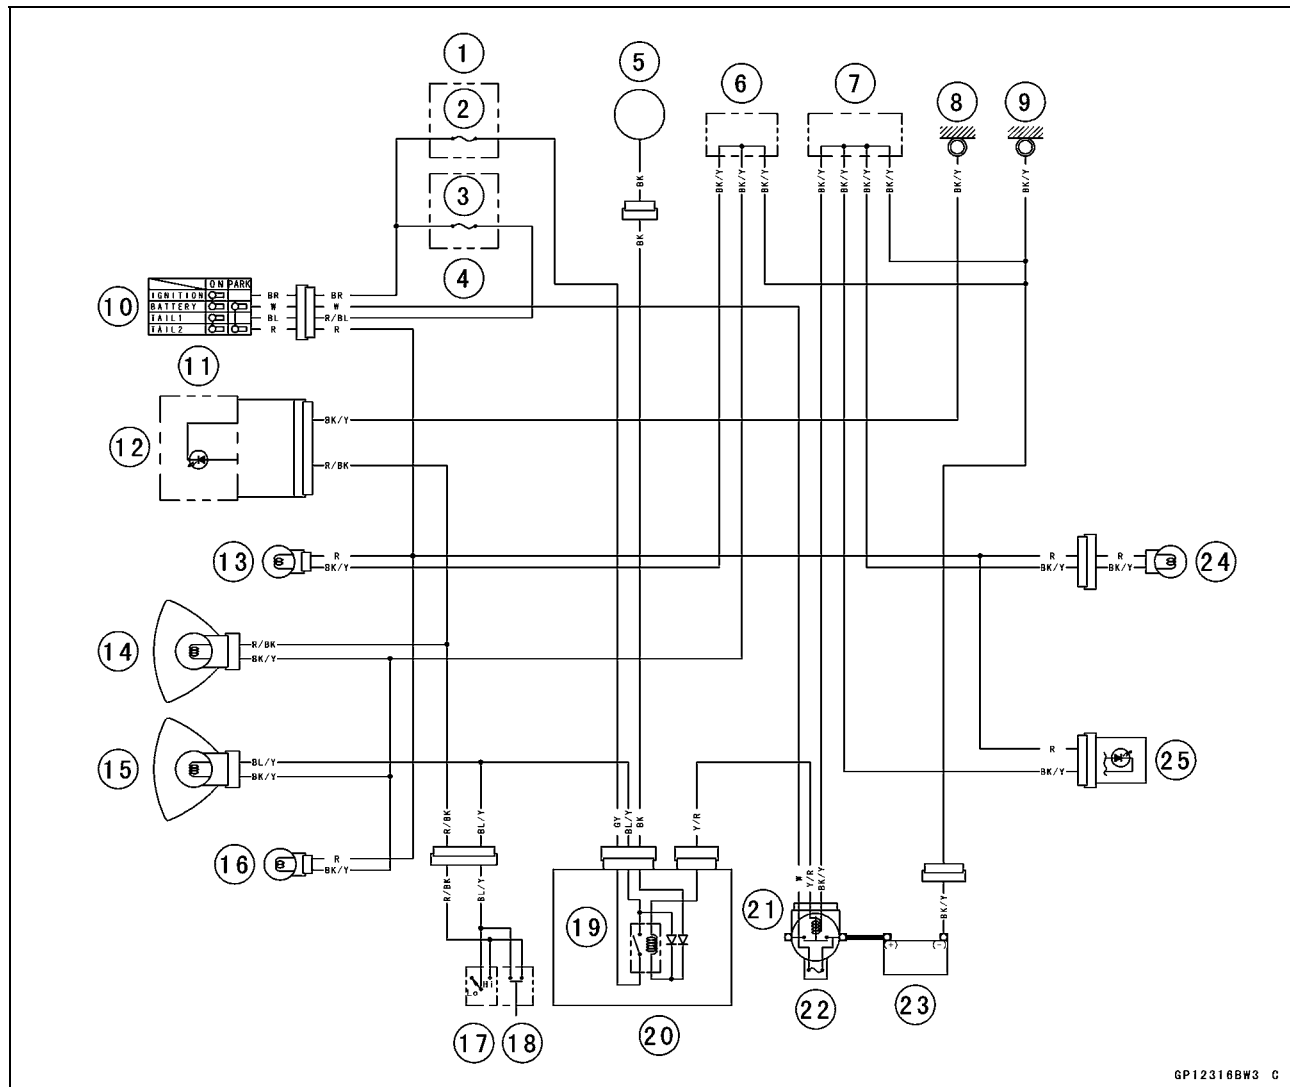 1
5
6
7
8
9
2
3
4
BK
BK
BK/Y
BK/Y
BK/Y
BK/Y
BK
BK
BK/Y
BK/Y
BK/Y
10
ON PARK
IGNITION
BATTERY
TAIL1
TAIL2
BR BR
W W
BL R/BL
R R
11
12
BK/Y
R/BK
13
R
BK/Y
R R
BK/Y BK/Y
24
14
R/BK
BK/Y
15
BL/Y
BK/Y
R
BK/Y
25
R/BK
BL/Y
GY
BL/Y
BK
Y/R
16
R
BK/Y
R/BK
BL/Y
W
Y/R
BK/Y
BK/Y
19
21
(+) (-)
Hi
Lo
17
18
20
22
23
GP12316BW3 C